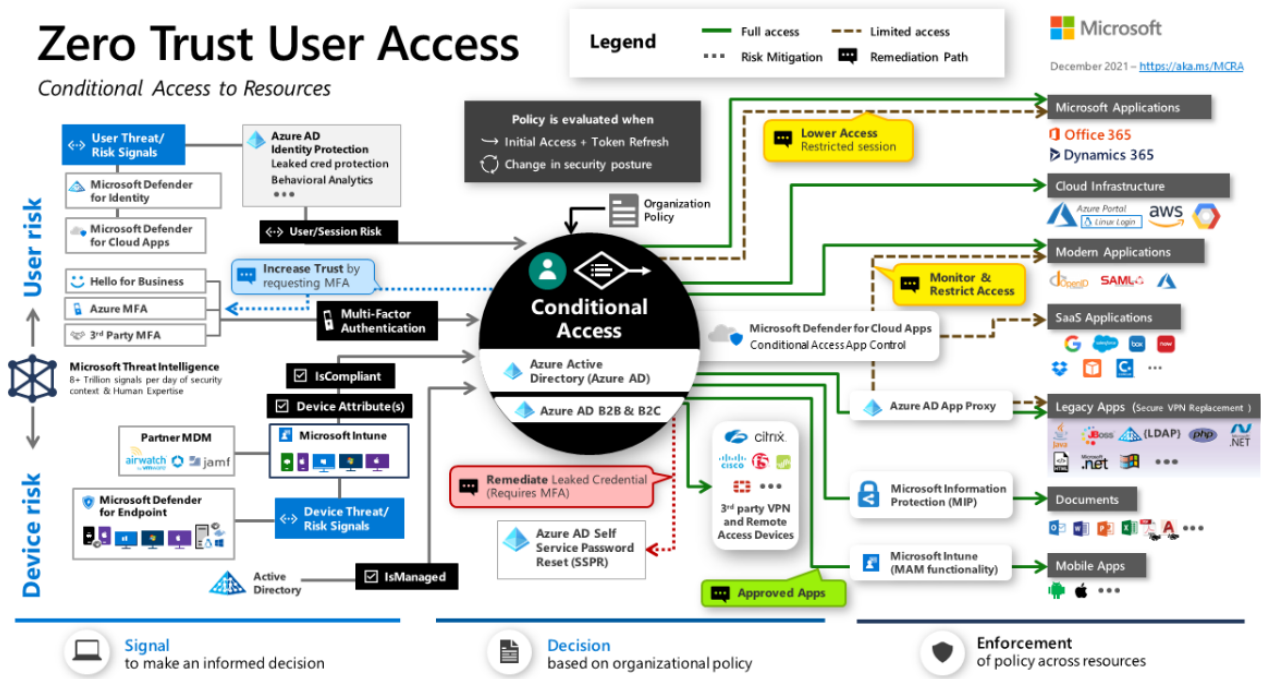 Zero Trust User Access
Conditional Access to Resources
Legend
Full access
Limited access
Risk Mitigation
Remediation Path
Microsoft
December 2021 – https://aka.ms/MCRA
User Threat/
Risk Signals
Azure AD
Identity Protection
Leaked cred protection
Behavioral Analytics
Microsoft Defender
for Identity
Microsoft Defender
for Cloud Apps
User/Session Risk
Policy is evaluated when
Initial Access + Token Refresh
Change in security posture
Organization
Policy
User risk
Hello for Business
Azure MFA
3rd Party MFA
Increase Trust by
requesting MFA
Multi-Factor
Authentication
Microsoft Threat Intelligence
8+ Trillion signals per day of security
context & Human Expertise
IsCompliant
Device Attribute(s)
Microsoft Intune
Partner MDM
airwatch
by vmware
jamf
Device risk
Microsoft Defender
for Endpoint
Device Threat/
Risk Signals
Active
Directory
IsManaged
Conditional
Access
Azure Active
Directory (Azure AD)
Azure AD B2B & B2C
Remediate Leaked Credential
(Requires MFA)
Azure AD Self
Service Password
Reset (SSPR)
Lower Access
Restricted session
Monitor &
Restrict Access
Microsoft Defender for Cloud Apps
Conditional Access App Control
Azure AD App Proxy
citrix
cisco
3rd party VPN
and Remote
Access Devices
Approved Apps
Microsoft Information
Protection (MIP)
Microsoft Intune
(MAM functionality)
Microsoft Applications
Office 365
Dynamics 365
Cloud Infrastructure
Azure Portal
Linux Login
aws
Modern Applications
OpenID
SAML
SaaS Applications
box
now
Legacy Apps (Secure VPN Replacement )
Java
JBoss
(LDAP)
php
.NET
HTML
Microsoft
.net
Documents
Mobile Apps
Signal
to make an informed decision
Decision
based on organizational policy
Enforcement
of policy across resources